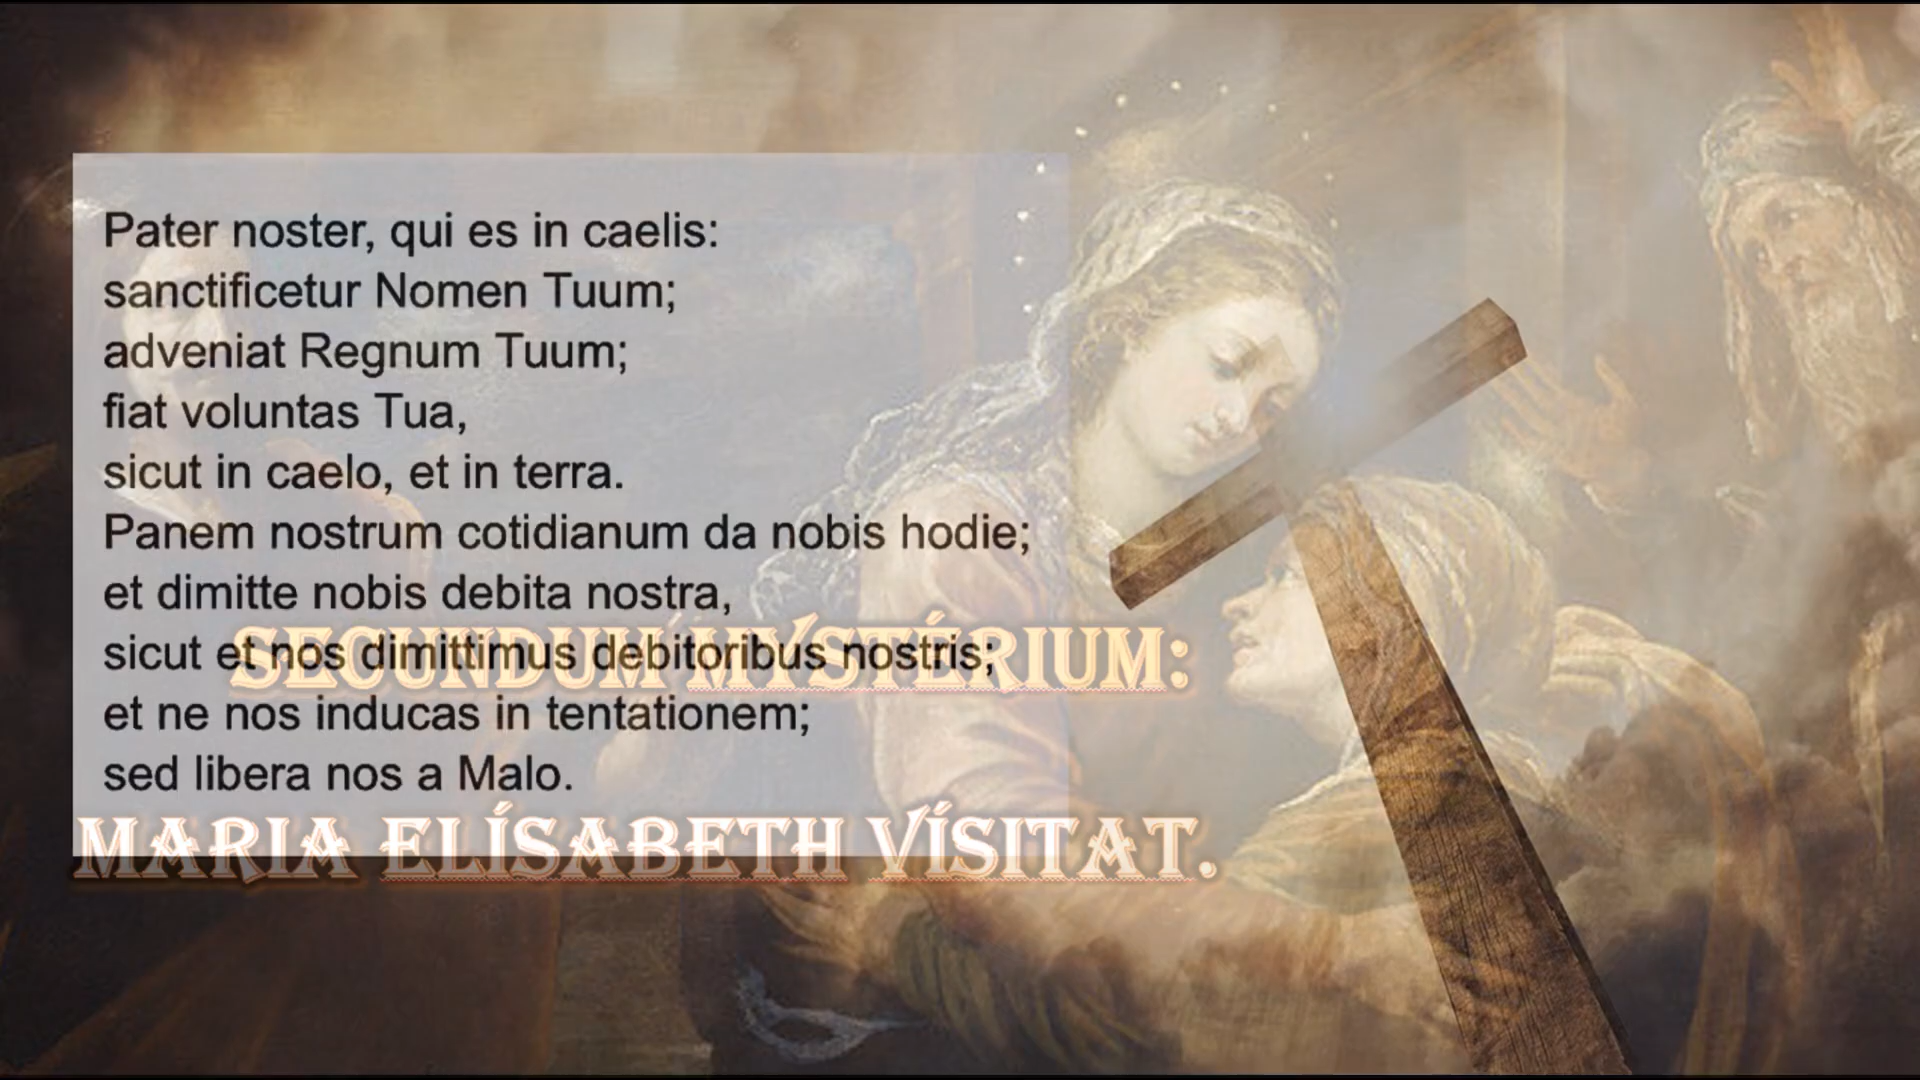 Pater noster, qui es in caelis:
sanctificetur Nomen Tuum;
adveniat Regnum Tuum;
fiat voluntas Tua,
sicut in caelo, et in terra.
Panem nostrum cotidianum da nobis hodie;
et dimitte nobis debita nostra,
sicut et nos dimittimus debitoribus nostris;
et ne nos inducas in tentationem;
sed libera nos a Malo.
SECUNDUM MYSTÉRIUM:
MARIA ELÍSABETH VÍSITAT.